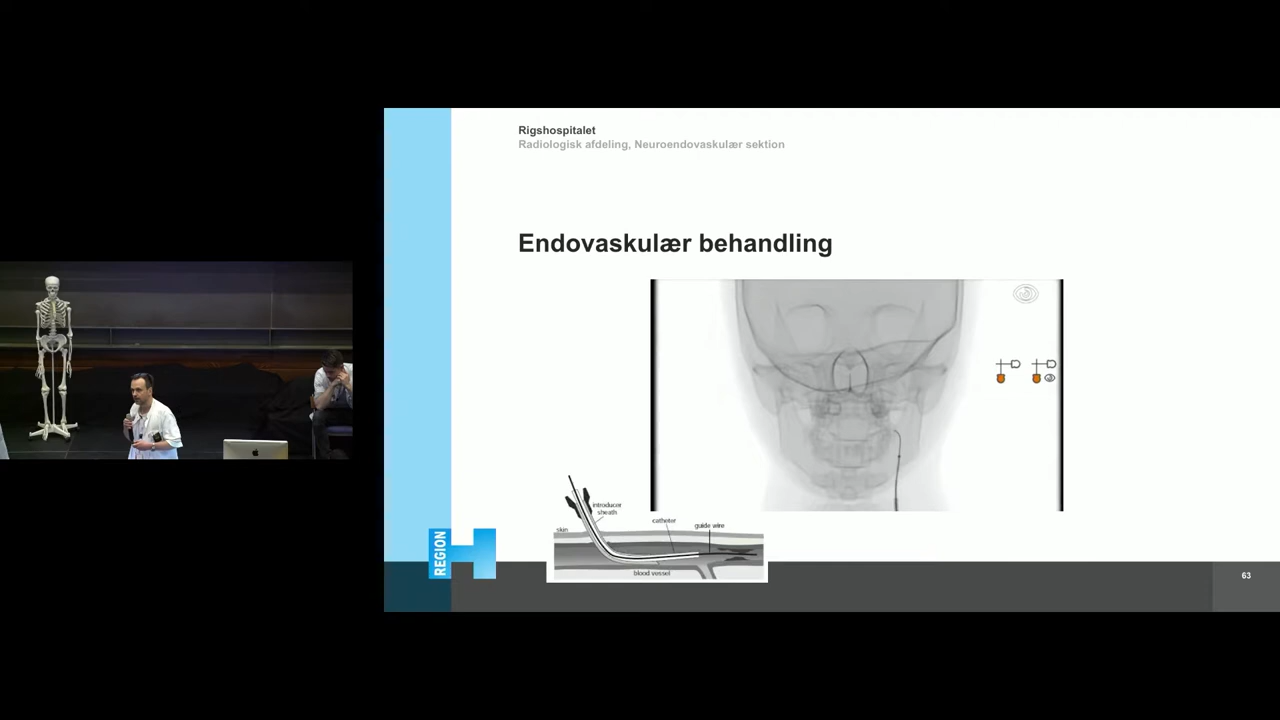 Rigshospitalet
Radiologisk afdeling, Neuroendovaskulær sektion
Endovaskulær behandling
introducer
sheath
skin
catheter
guide wire
blood vessel
REGION
63